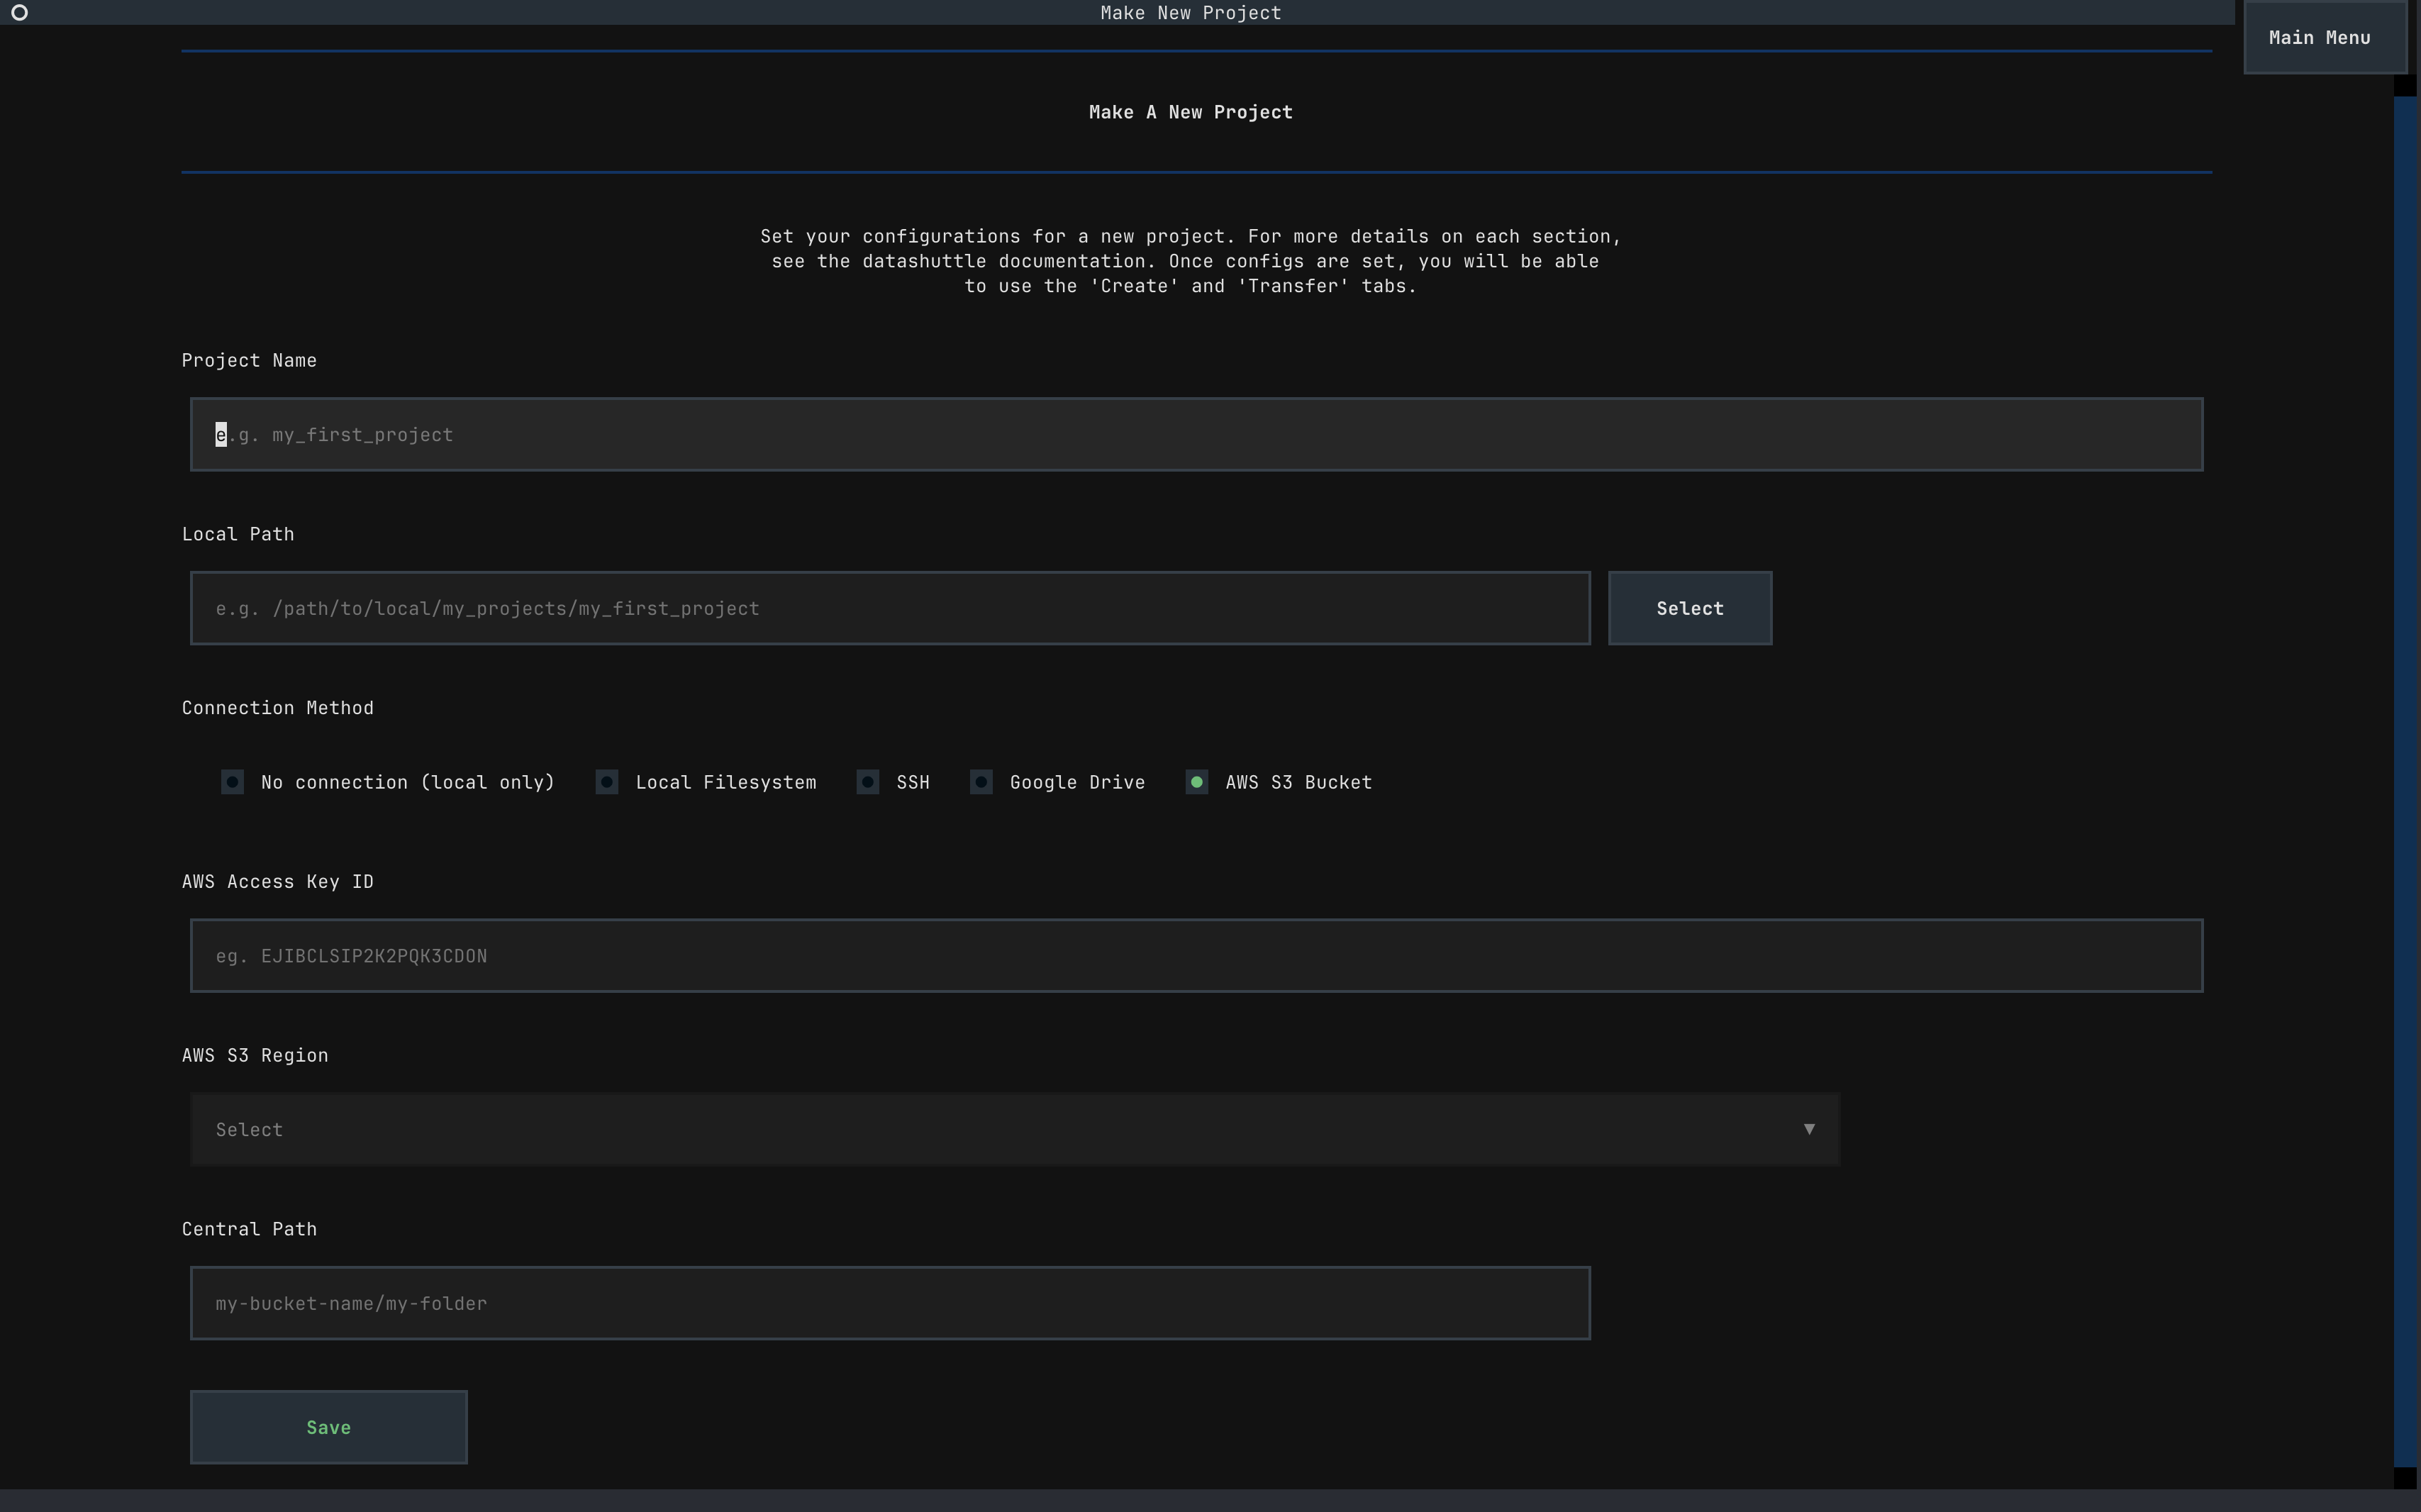 Make New Project
Main Menu
Make A New Project
Set your configurations for a new project. For more details on each section,
see the datashuttle documentation. Once configs are set, you will be able
to use the 'Create' and 'Transfer' tabs.
Project Name
e.g. my_first_project
Local Path
e.g. /path/to/local/my_projects/my_first_project
Select
Connection Method
No connection (local only) Local Filesystem SSH Google Drive AWS S3 Bucket
AWS Access Key ID
eg. EJIBCLSIP2K2PQK3CDON
AWS S3 Region
Select
Central Path
my-bucket-name/my-folder
Save